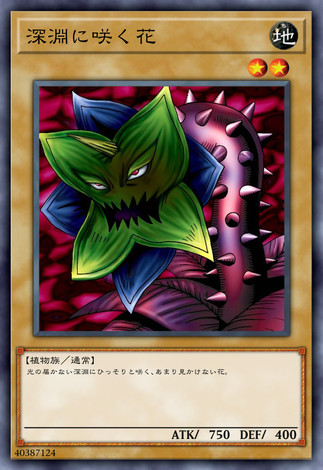 深淵に咲く花
地
【植物族／通常】
光の届かない深淵にひっそりと咲く、あまり見かけない花。
ATK/ 750 DEF/ 400
40387124